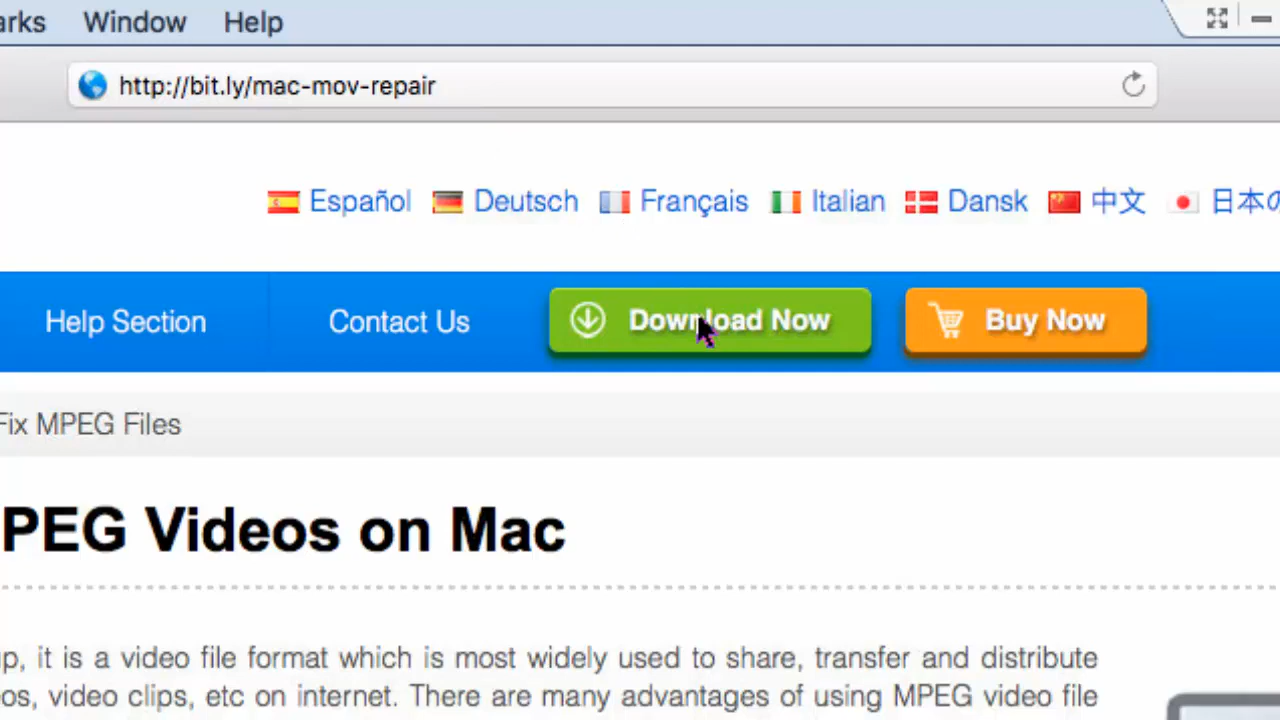 arks Window Help
http://bit.ly/mac-mov-repair
Español Deutsch Français Italian Dansk 中文 日本の
Help Section Contact Us Download Now Buy Now
Fix MPEG Files
PEG Videos on Mac
up, it is a video file format which is most widely used to share, transfer and distribute
os, video clips, etc on internet. There are many advantages of using MPEG video file